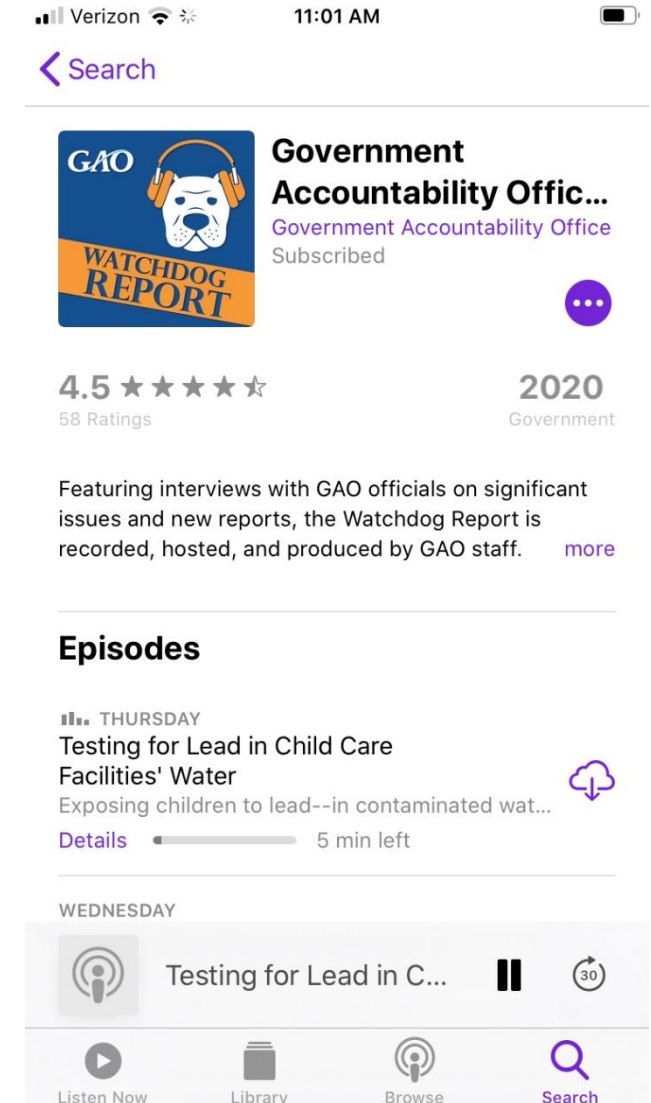 Verizon 11:01 AM
Search
GAO
WATCHDOG
REPORT
Government
Accountability Offic...
Government Accountability Office
Subscribed
4.5 2020
58 Ratings Government
Featuring interviews with GAO officials on significant
issues and new reports, the Watchdog Report is
recorded, hosted, and produced by GAO staff. more
Episodes
THURSDAY
Testing for Lead in Child Care
Facilities' Water
Exposing children to lead--in contaminated wat...
Details 5 min left
WEDNESDAY
Testing for Lead in C... 30
Listen Now Library Browse Search